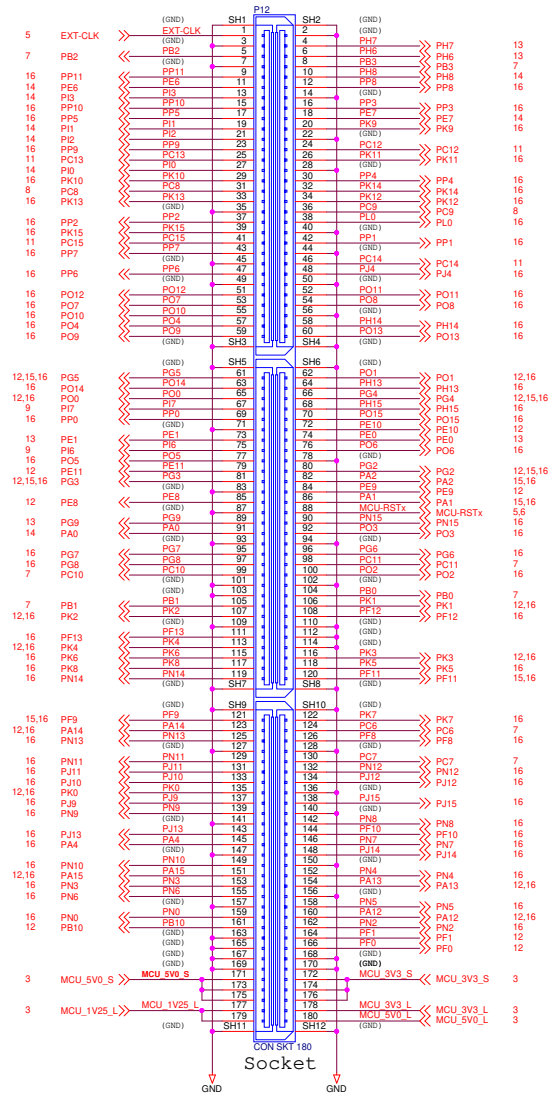 P12
(GND) SH1 SH2 (GND)
5 EXT-CLK EXT-CLK 1 2 (GND)
(GND) 3 4 PH7 PH7 13
7 PB2 PB2 5 6 PH6 PH6 13
(GND) 7 8 PB3 PB3 7
16 PP11 PP11 9 10 PH8 PH8 14
14 PE6 PE6 11 12 PP8 PP8 16
14 PI3 PI3 13 14 (GND)
16 PP10 PP10 15 16 PP3 PP3 16
16 PP5 PP5 17 18 PE7 PE7 14
14 PI1 PI1 19 20 PK9 PK9 16
14 PI2 PI2 21 22 (GND)
16 PP9 PP9 23 24 PC12 PC12 11
11 PC13 PC13 25 26 PK11 PK11 16
14 PI0 PI0 27 28 (GND)
16 PK10 PK10 29 30 PP4 PP4 16
8 PC8 PC8 31 32 PK14 PK14 16
16 PK13 PK13 33 34 PK12 PK12 16
(GND) 35 36 PC9 PC9 8
16 PP2 PP2 37 38 PL0 PL0 16
16 PK15 PK15 39 40 (GND)
11 PC15 PC15 41 42 PP1 PP1 16
16 PP7 PP7 43 44 (GND)
(GND) 45 46 PC14 PC14 11
16 PP6 PP6 47 48 PJ4 PJ4 16
(GND) 49 50 (GND)
16 PO12 PO12 51 52 PO11 PO11 16
16 PO7 PO7 53 54 PO8 PO8 16
16 PO10 PO10 55 56 (GND)
16 PO4 PO4 57 58 PH14 PH14 16
16 PO9 PO9 59 60 PO13 PO13 16
(GND) SH3 SH4 (GND)
(GND) SH5 SH6 (GND)
12,15,16 PG5 PG5 61 62 PO1 PO1 12,16
16 PO14 PO14 63 64 PH13 PH13 16
12,16 PO0 PO0 65 66 PG4 PG4 12,15,16
9 PI7 PI7 67 68 PH15 PH15 16
16 PP0 PP0 69 70 PO15 PO15 16
(GND) 71 72 PE10 PE10 12
13 PE1 PE1 73 74 PE0 PE0 13
9 PI6 PI6 75 76 PO6 PO6 16
16 PO5 PO5 77 78 (GND)
12 PE11 PE11 79 80 PG2 PG2 12,15,16
12,15,16 PG3 PG3 81 82 PA2 PA2 15,16
(GND) 83 84 PE9 PE9 12
12 PE8 PE8 85 86 PA1 PA1 15,16
(GND) 87 88 MCU-RSTx MCU-RSTx 5,6
13 PG9 PG9 89 90 PN15 PN15 16
14 PA0 PA0 91 92 PO3 PO3 16
(GND) 93 94 (GND)
16 PG7 PG7 95 96 PG6 PG6 16
16 PG8 PG8 97 98 PC11 PC11 7
7 PC10 PC10 99 100 PO2 PO2 16
(GND) 101 102 (GND)
(GND) 103 104 PB0 PB0 7
7 PB1 PB1 105 106 PK1 PK1 12,16
12,16 PK2 PK2 107 108 PF12 PF12 16
(GND) 109 110 (GND)
16 PF13 PF13 111 112 (GND)
12,16 PK4 PK4 113 114 (GND)
16 PK6 PK6 115 116 PK3 PK3 12,16
16 PK8 PK8 117 118 PK5 PK5 16
16 PN14 PN14 119 120 PF11 PF11 15,16
(GND) SH7 SH8 (GND)
(GND) SH9 SH10 (GND)
15,16 PF9 PF9 121 122 PK7 PK7 16
12,16 PA14 PA14 123 124 PC6 PC6 7
16 PN13 PN13 125 126 PF8 PF8 16
(GND) 127 128 (GND)
16 PN11 PN11 129 130 PC7 PC7 7
16 PJ11 PJ11 131 132 PN12 PN12 16
16 PJ10 PJ10 133 134 PJ12 PJ12 16
12,16 PK0 PK0 135 136 (GND)
16 PJ9 PJ9 137 138 PJ15 PJ15 16
16 PN9 PN9 139 140 (GND)
(GND) 141 142 PN8 PN8 16
16 PJ13 PJ13 143 144 PF10 PF10 16
16 PA4 PA4 145 146 PN7 PN7 16
(GND) 147 148 PJ14 PJ14 16
16 PN10 PN10 149 150 (GND)
12,16 PA15 PA15 151 152 PN4 PN4 16
16 PN3 PN3 153 154 PA13 PA13 12,16
16 PN6 PN6 155 156 (GND)
(GND) 157 158 PN5 PN5 16
16 PN0 PN0 159 160 PA12 PA12 12,16
12 PB10 PB10 161 162 PN2 PN2 16
(GND) 163 164 PF1 PF1 12
(GND) 165 166 PF0 PF0 12
(GND) 167 168 (GND)
(GND) 169 170 (GND)
3 MCU_5V0_S MCU_5V0_S 171 172 MCU_3V3_S MCU_3V3_S 3
173 174
175 176
3 MCU_1V25_L MCU_1V25_L 177 178 MCU_3V3_L MCU_3V3_L 3
179 180 MCU_5V0_L MCU_5V0_L 3
(GND) SH11 SH12 (GND)
CON SKT 180
Socket
GND GND